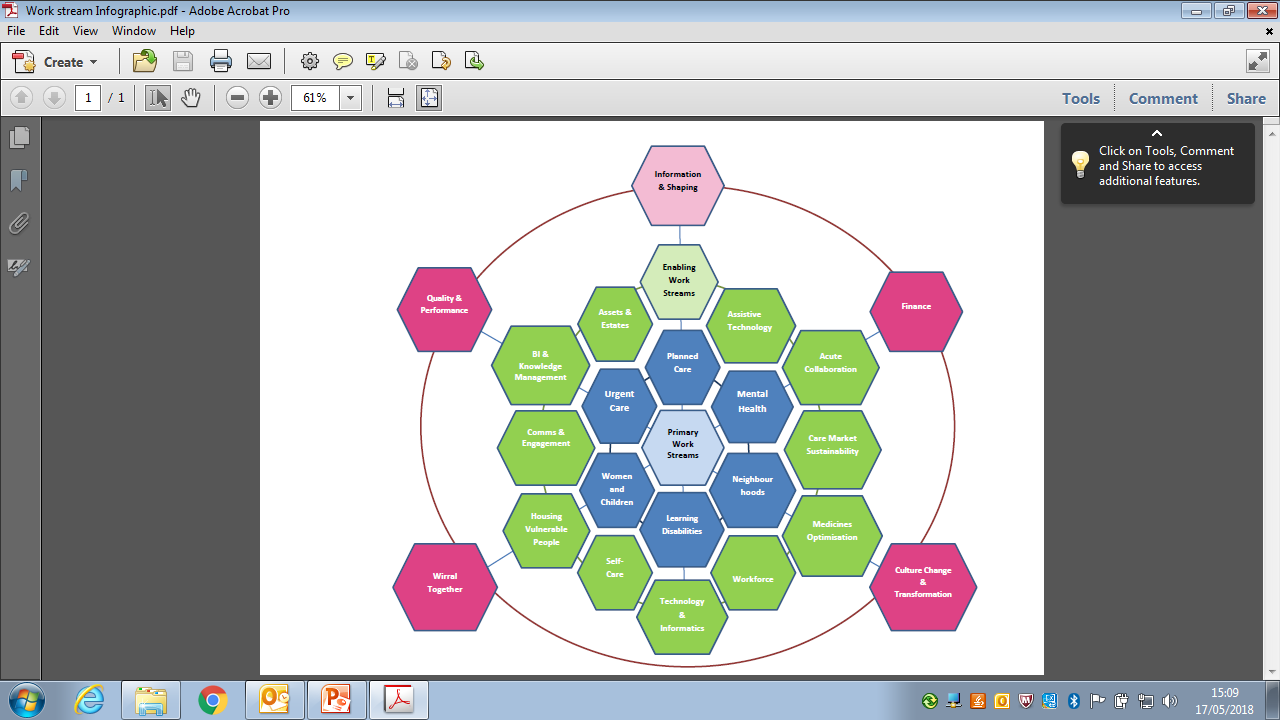 Work stream Infographic.pdf - Adobe Acrobat Pro
File Edit View Window Help
Create
1 / 1
61%
Tools Comment Share
Click on Tools, Comment
and Share to access
additional features.
Information
& Shaping
Enabling
Work
Streams
Quality &
Performance
Finance
Assets &
Estates
Assistive
Technology
BI &
Knowledge
Management
Planned
Care
Acute
Collaboration
Urgent
Care
Mental
Health
Comms &
Engagement
Primary
Work
Streams
Care Market
Sustainability
Women
and
Children
Neighbour
hoods
Housing
Vulnerable
People
Learning
Disabilities
Medicines
Optimisation
Wirral
Together
Self-
Care
Workforce
Culture Change
&
Transformation
Technology
&
Informatics
15:09
17/05/2018